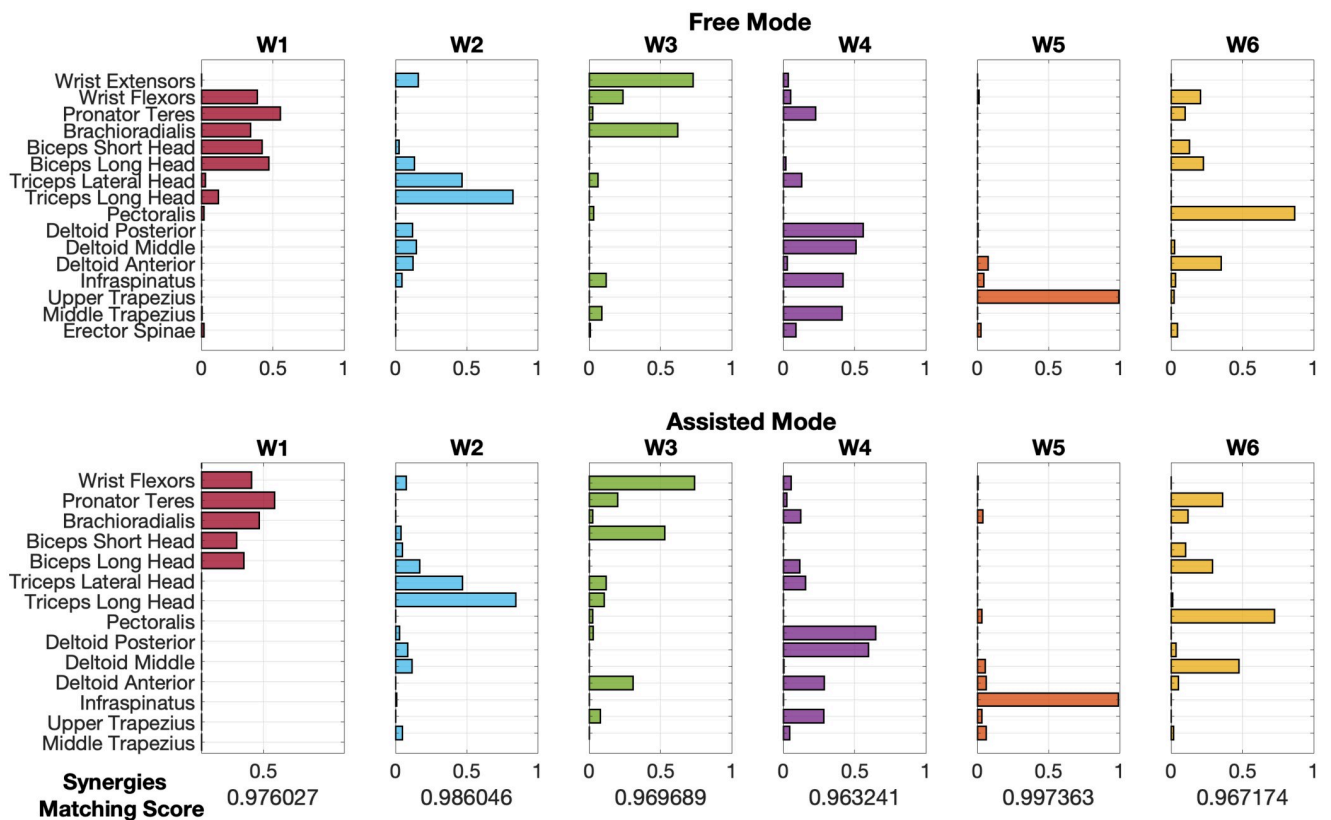 Free Mode
W1 W2 W3 W4 W5 W6
Wrist Extensors
Wrist Flexors
Pronator Teres
Brachioradialis
Biceps Short Head
Biceps Long Head
Triceps Lateral Head
Triceps Long Head
Pectoralis
Deltoid Posterior
Deltoid Middle
Deltoid Anterior
Infraspinatus
Upper Trapezius
Middle Trapezius
Erector Spinae
0 0.5 1 0 0.5 1 0 0.5 1 0 0.5 1 0 0.5 1 0 0.5 1
Assisted Mode
W1 W2 W3 W4 W5 W6
Wrist Flexors
Pronator Teres
Brachioradialis
Biceps Short Head
Biceps Long Head
Triceps Lateral Head
Triceps Long Head
Pectoralis
Deltoid Posterior
Deltoid Middle
Deltoid Anterior
Infraspinatus
Upper Trapezius
Middle Trapezius
0.5 0 0.5 1 0 0.5 1 0 0.5 1 0 0.5 1 0 0.5 1
Synergies
Matching Score
0.976027 0.986046 0.969689 0.963241 0.997363 0.967174